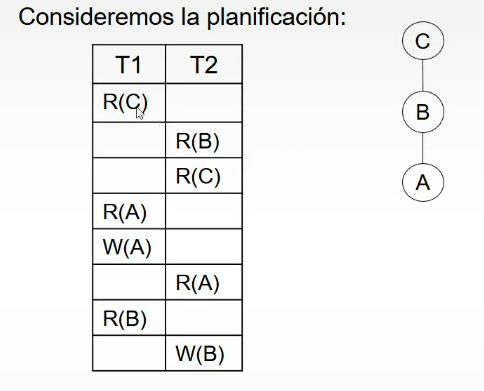 Consideremos la planificación:
T1 T2
R(C)
R(B)
R(C)
R(A)
W(A)
R(A)
R(B)
W(B)
C
B
A